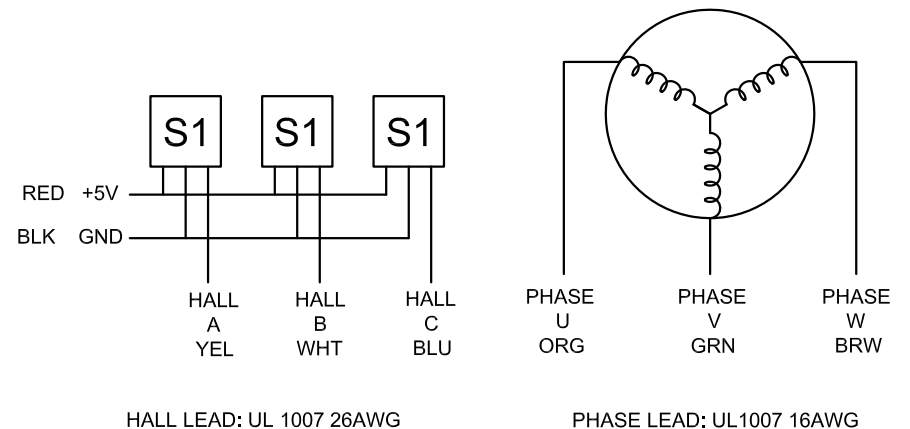 S1 S1 S1
RED +5V
BLK GND
HALL
A
YEL
HALL
B
WHT
HALL
C
BLU
HALL LEAD: UL 1007 26AWG
PHASE
U
ORG
PHASE
V
GRN
PHASE
W
BRW
PHASE LEAD: UL1007 16AWG